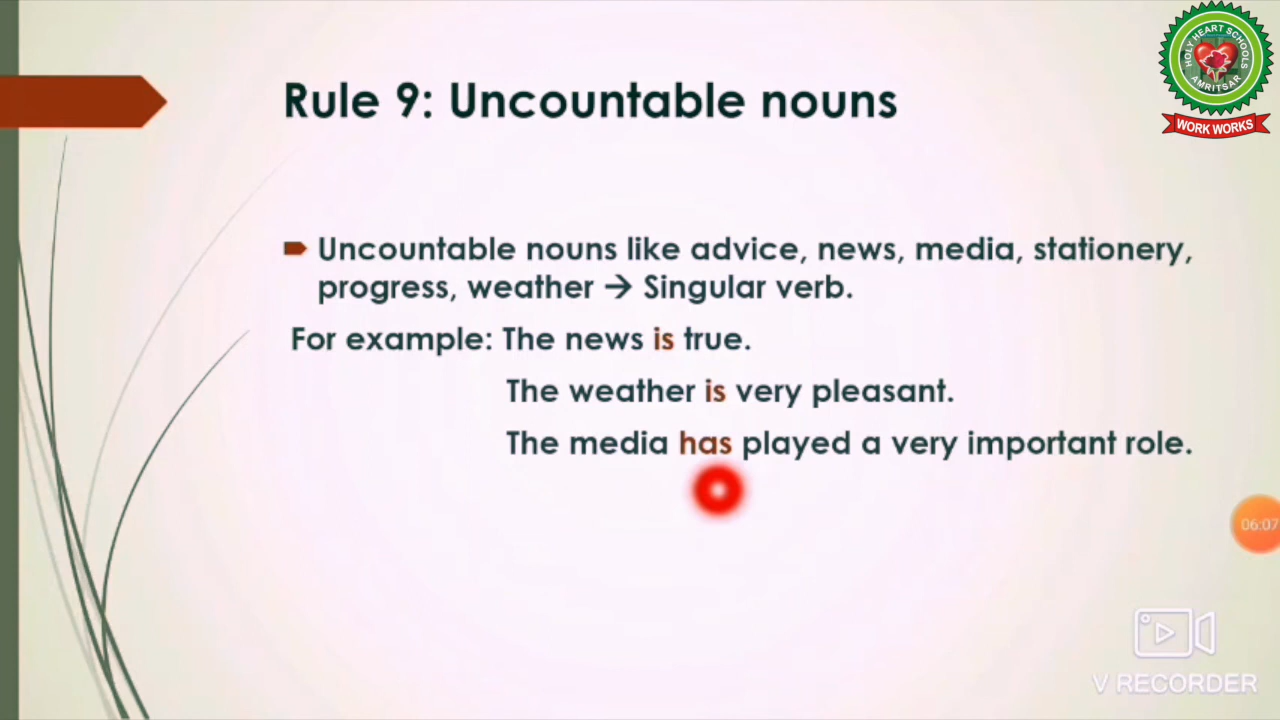 HOLY HEART SCHOOLS
AMRITSAR
WORK WORKS
Rule 9: Uncountable nouns
Uncountable nouns like advice, news, media, stationery,
progress, weather → Singular verb.
For example: The news is true.
The weather is very pleasant.
The media has played a very important role.
06:07
V RECORDER